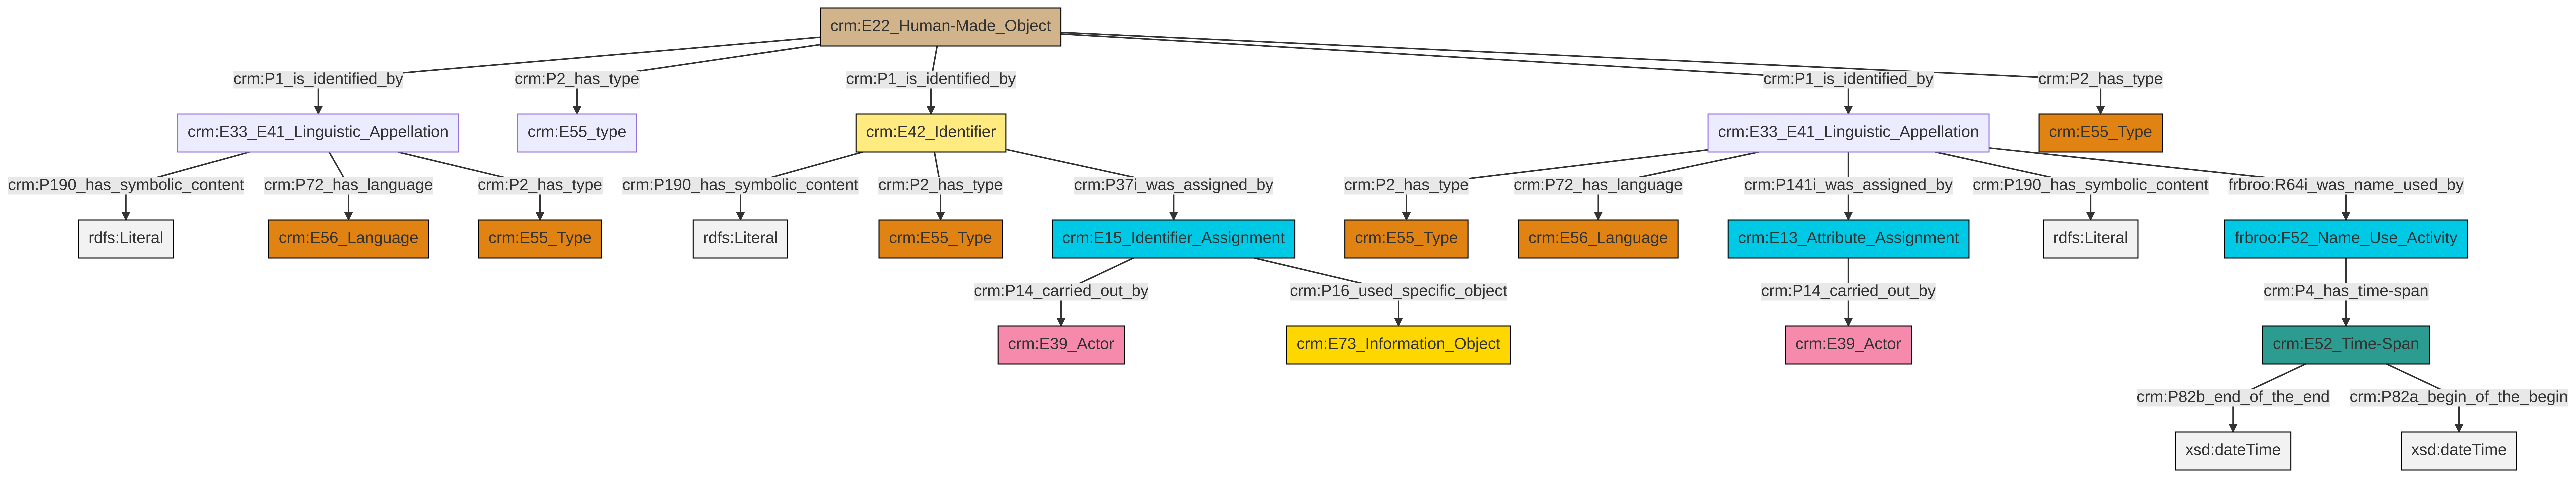 crm:E22_Human-Made_Object
crm:P1_is_identified_by
crm:P2_has_type
crm:P1_is_identified_by
crm:P1_is_identified_by
crm:P2_has_type
crm:E33_E41_Linguistic_Appellation
crm:E55_type
crm:E42_Identifier
crm:E33_E41_Linguistic_Appellation
crm:E55_Type
crm:P190_has_symbolic_content
crm:P72_has_language
crm:P2_has_type
crm:P190_has_symbolic_content
crm:P2_has_type
crm:P37i_was_assigned_by
crm:P2_has_type
crm:P72_has_language
crm:P141i_was_assigned_by
crm:P190_has_symbolic_content
frbroo:R64i_was_name_used_by
rdfs:Literal
crm:E56_Language
crm:E55_Type
rdfs:Literal
crm:E55_Type
crm:E15_Identifier_Assignment
crm:E55_Type
crm:E56_Language
crm:E13_Attribute_Assignment
rdfs:Literal
frbroo:F52_Name_Use_Activity
crm:P14_carried_out_by
crm:P16_used_specific_object
crm:P14_carried_out_by
crm:P4_has_time-span
crm:E39_Actor
crm:E73_Information_Object
crm:E39_Actor
crm:E52_Time-Span
crm:P82b_end_of_the_end
crm:P82a_begin_of_the_begin
xsd:dateTime
xsd:dateTime